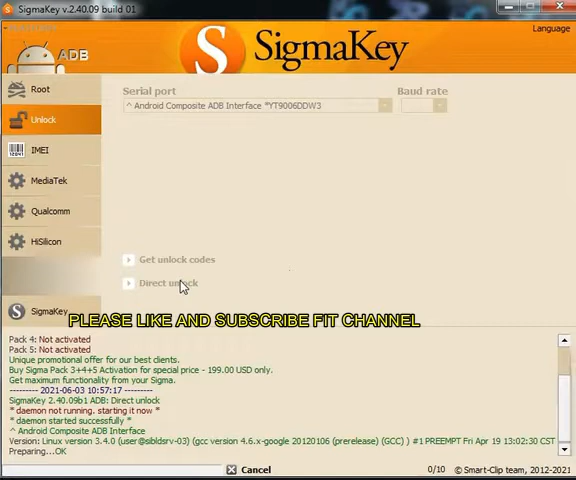 SigmaKey v.2.40.09 build 01
Language
ADB
SigmaKey
Root
Serial port
Baud rate
^ Android Composite ADB Interface *YT9006DDW3
Unlock
IMEI
MediaTek
Qualcomm
HiSilicon
Get unlock codes
Direct unlock
SigmaKey
PLEASE LIKE AND SUBSCRIBE FIT CHANNEL
Pack 4: Not activated
Pack 5: Not activated
Unique promotional offer for our best clients.
Buy Sigma Pack 3+4+5 Activation for special price - 199.00 USD only.
Get maximum functionality from your Sigma.
--------- 2021-06-03 10:57:17 ---------
SigmaKey 2.40.09b1 ADB: Direct unlock
* daemon not running. starting it now *
* daemon started successfully *
^ Android Composite ADB Interface
Version: Linux version 3.4.0 (user@sibldsrv-03) (gcc version 4.6.x-google 20120106 (prerelease) (GCC) ) #1 PREEMPT Fri Apr 19 13:02:30 CST
Preparing...OK
Cancel
0/10
© Smart-Clip team, 2012-2021